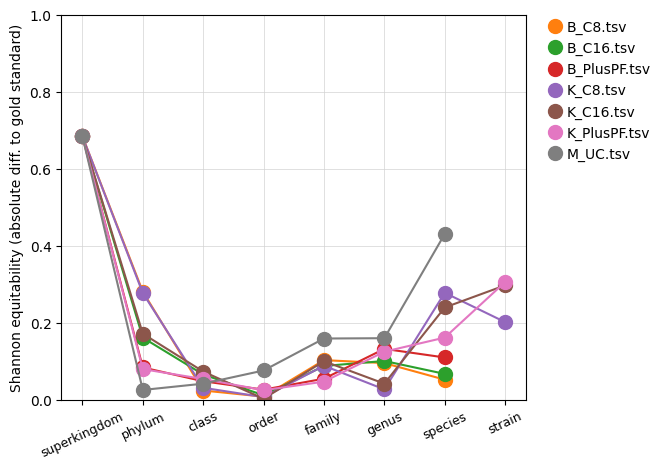 Shannon equitability (absolute diff. to gold standard)
1.0
0.8
0.6
0.4
0.2
0.0
superkingdom
phylum
class
order
family
genus
species
strain
B_C8.tsv
B_C16.tsv
B_PlusPF.tsv
K_C8.tsv
K_C16.tsv
K_PlusPF.tsv
M_UC.tsv